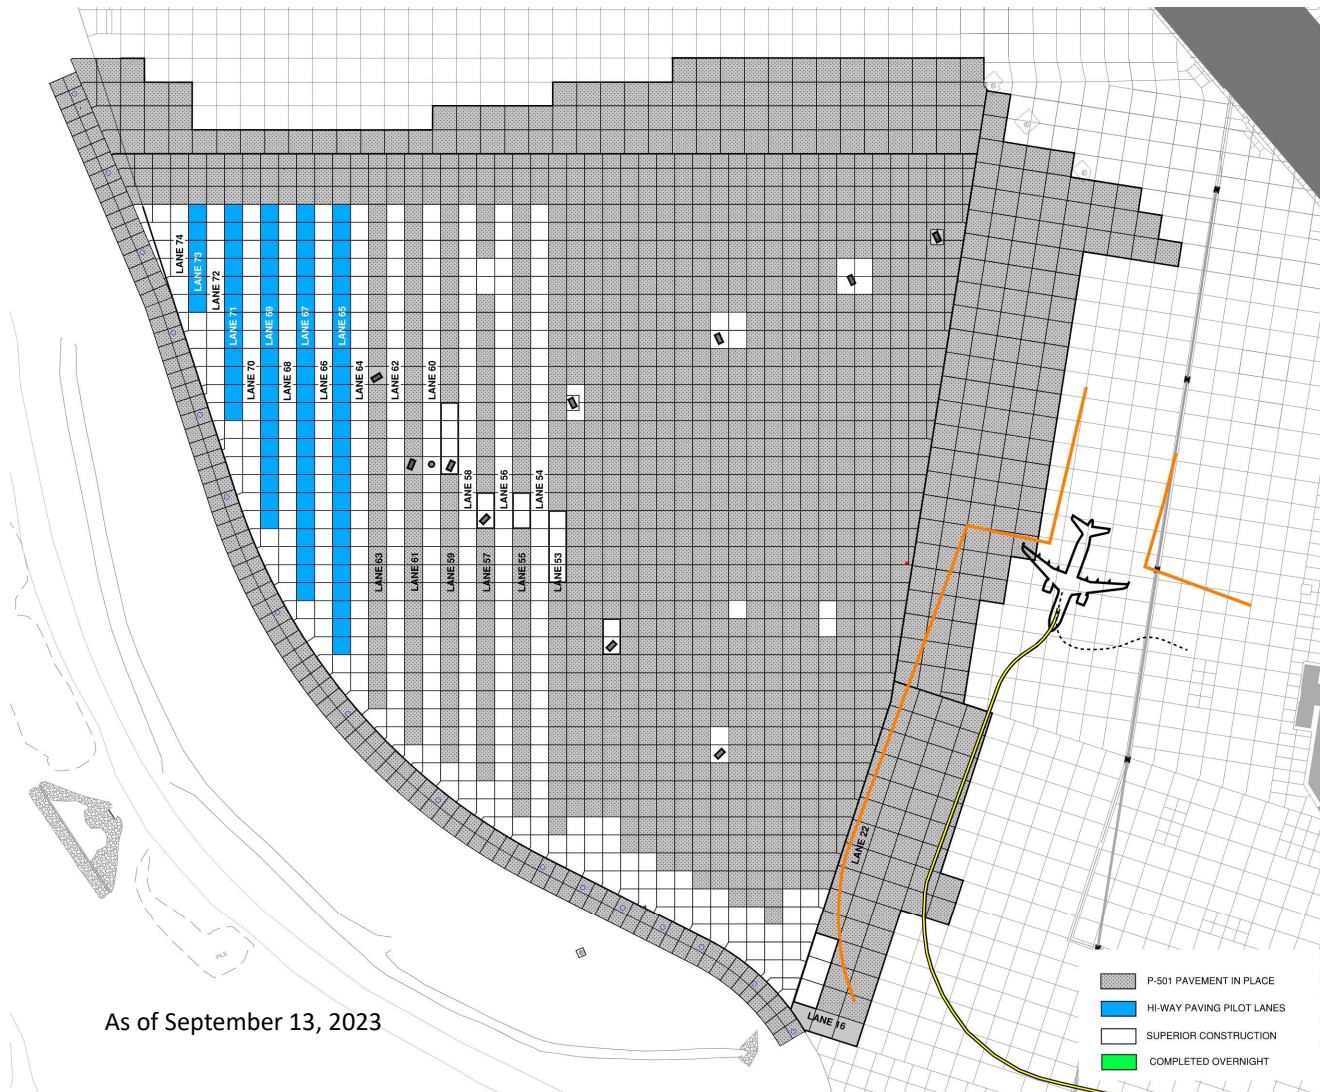 LANE 74
LANE 73
LANE 72
LANE 71
LANE 70
LANE 69
LANE 68
LANE 67
LANE 66
LANE 65
LANE 64
LANE 63
LANE 62
LANE 61
LANE 60
LANE 59
LANE 58
LANE 57
LANE 56
LANE 55
LANE 54
LANE 53
LANE 22
LANE 16
PILE
As of September 13, 2023
P-501 PAVEMENT IN PLACE
HI-WAY PAVING PILOT LANES
SUPERIOR CONSTRUCTION
COMPLETED OVERNIGHT